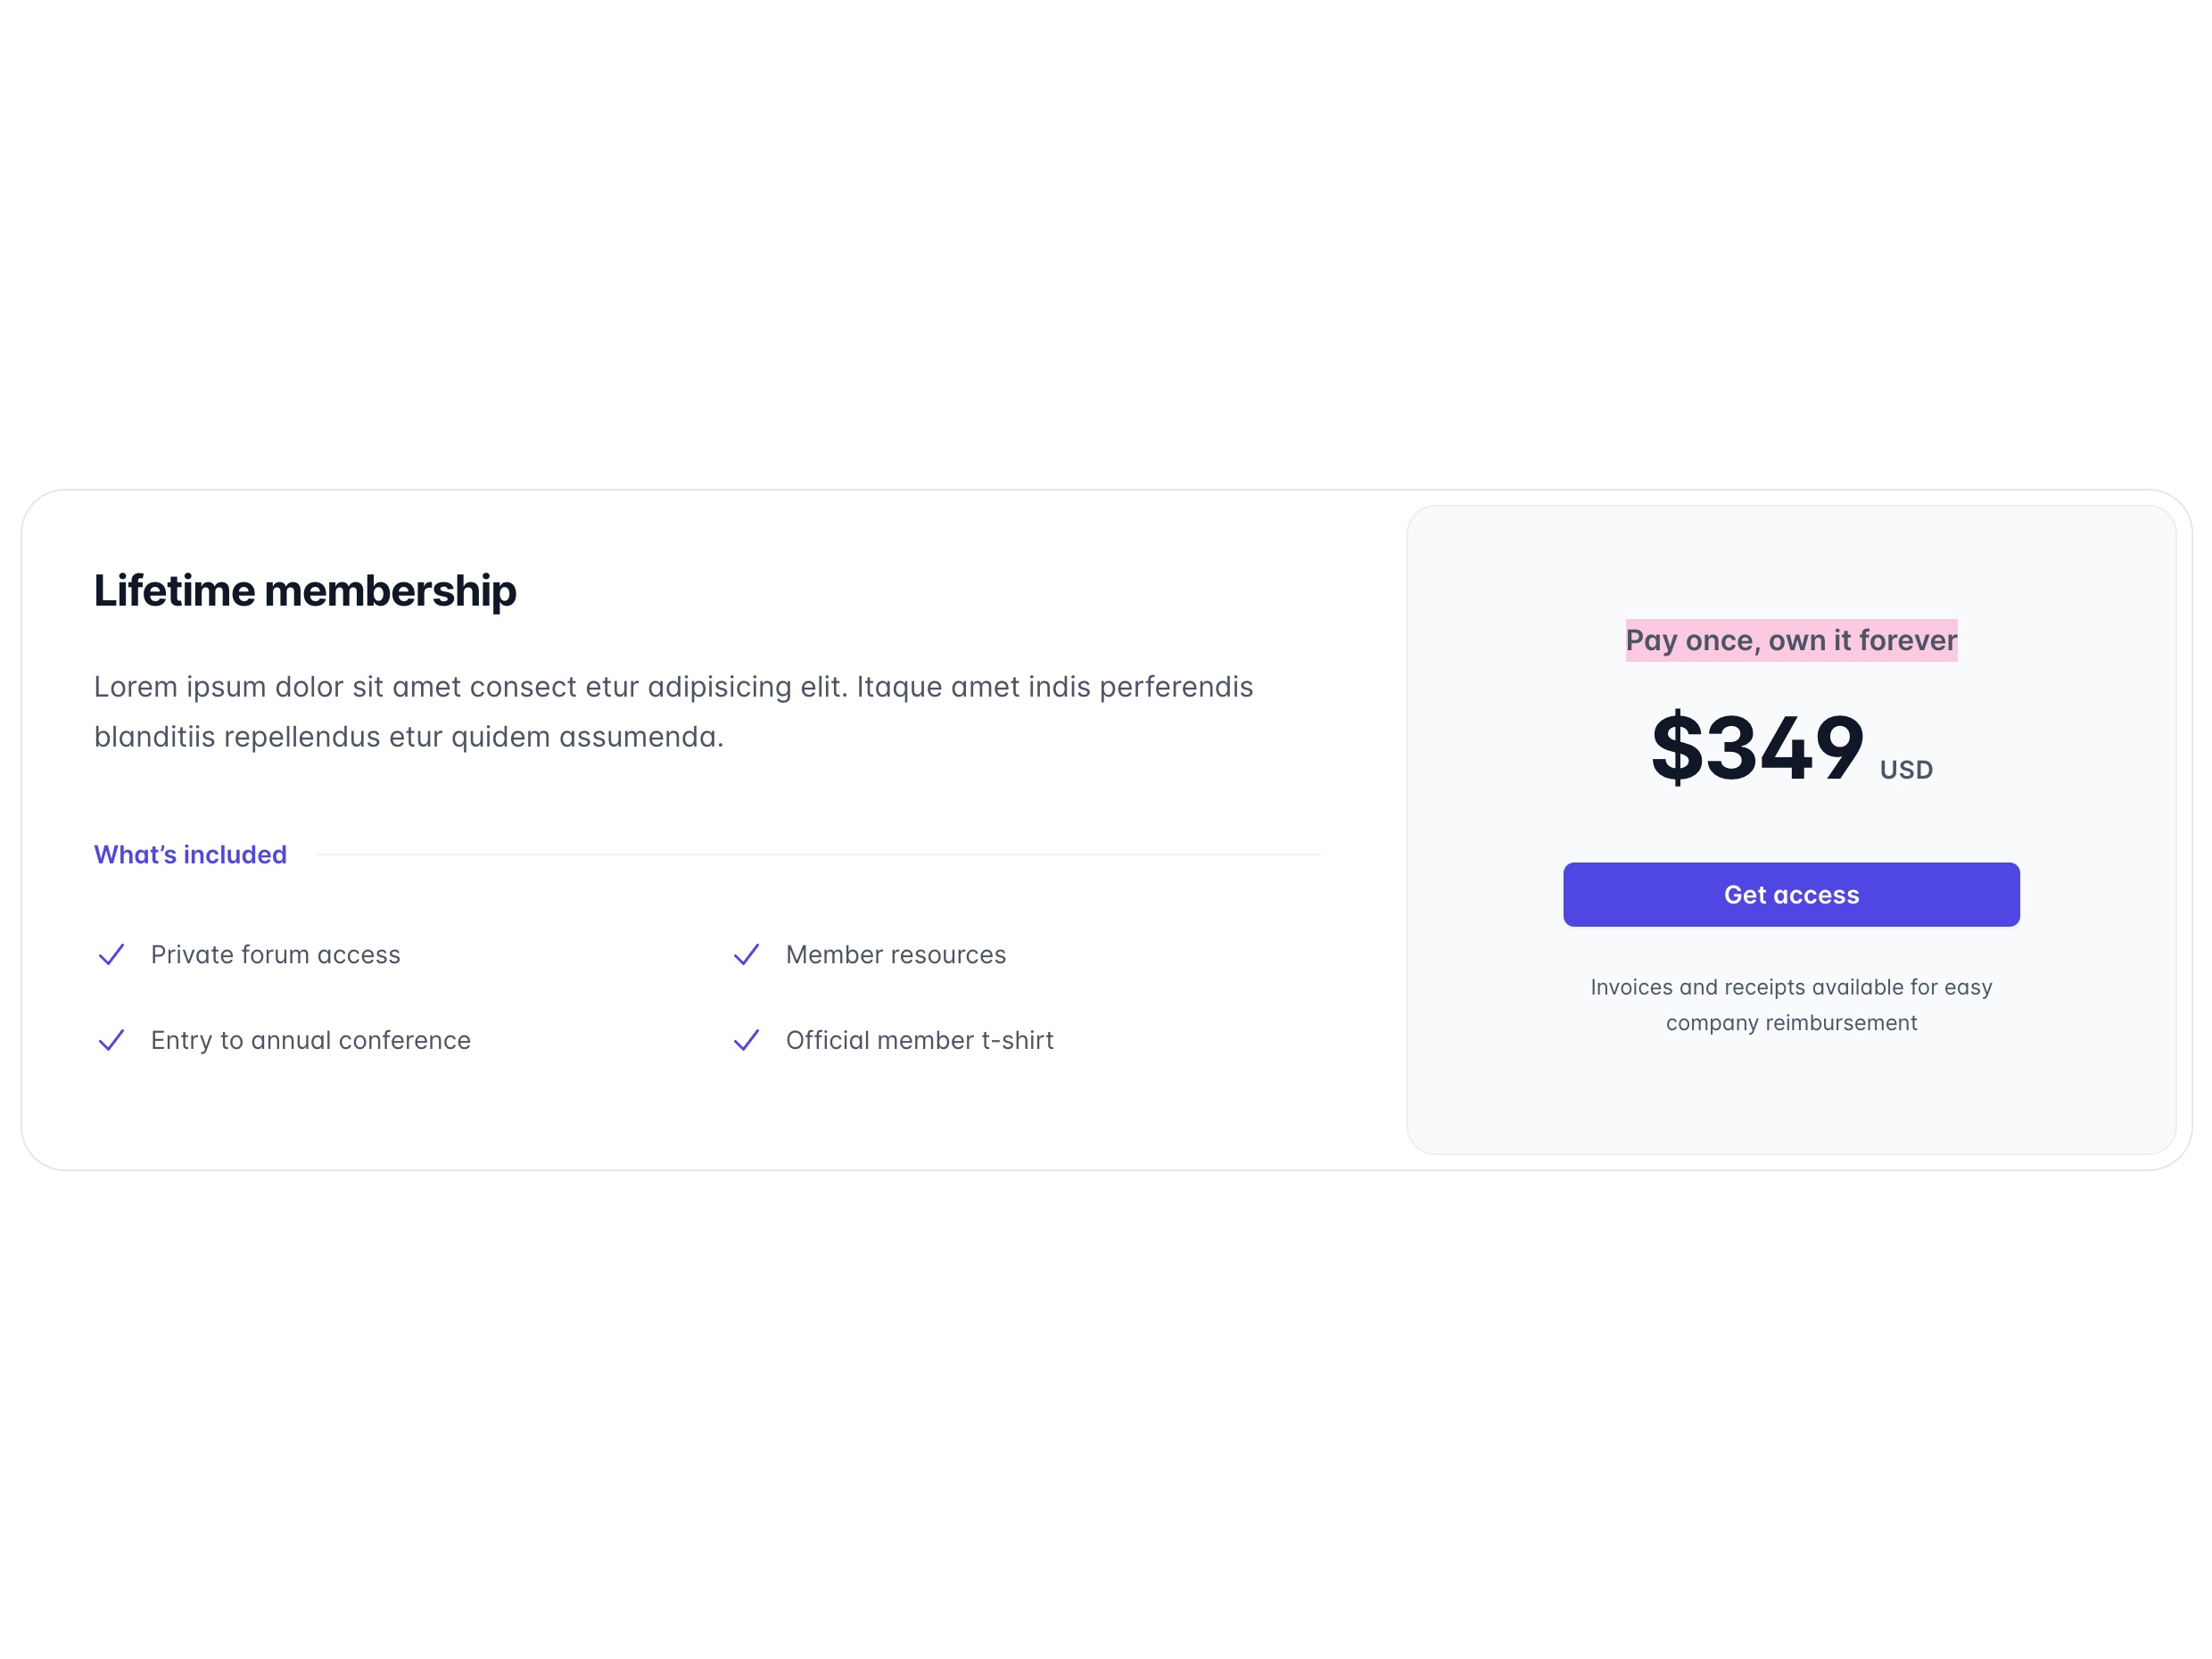 Lifetime membership
Lorem ipsum dolor sit amet consect etur adipisicing elit. Itaque amet indis perferendis
blanditiis repellendus etur quidem assumenda.
What’s included
Private forum access
Member resources
Entry to annual conference
Official member t-shirt
Pay once, own it forever
$349 USD
Get access
Invoices and receipts available for easy
company reimbursement